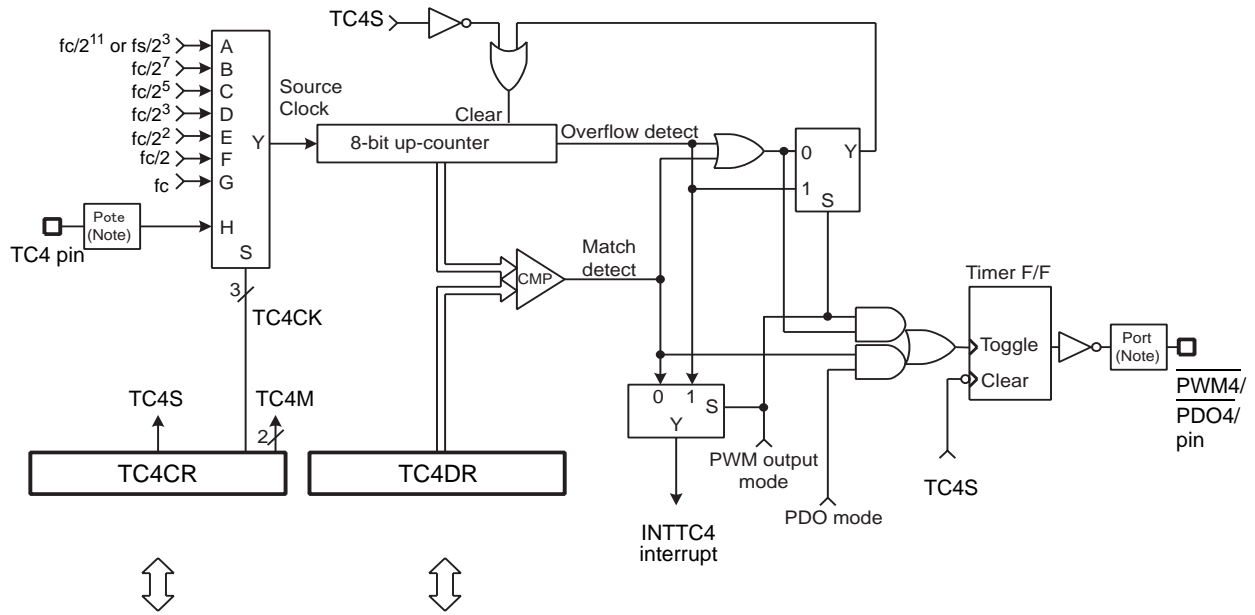 TC4S
fc/2^11 or fs/2^3
fc/2^7
fc/2^5
fc/2^3
fc/2^2
fc/2
fc
A
B
C
D
E
F
G
H
Y
S
Source
Clock
Clear
8-bit up-counter
Overflow detect
0
1
Y
S
Pote
(Note)
TC4 pin
CMP
Match
detect
3
TC4CK
Timer F/F
Toggle
Clear
Port
(Note)
PWM4/
PDO4/
pin
TC4S
TC4M
2
0
1
S
Y
TC4CR
TC4DR
PWM output
mode
PDO mode
TC4S
INTTC4
interrupt